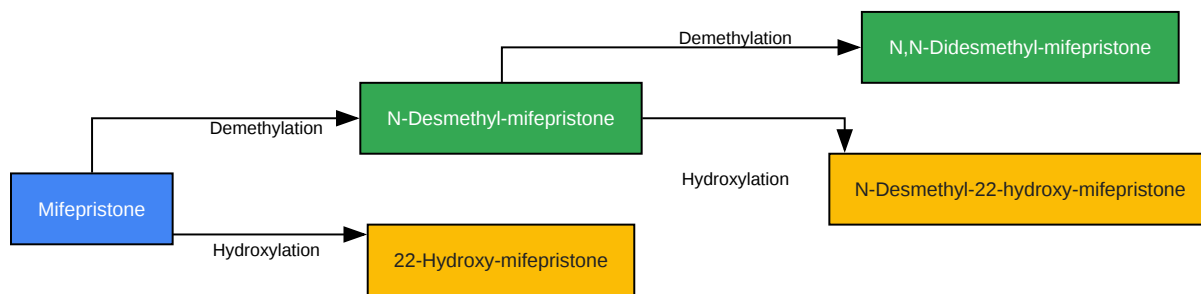 Demethylation
N,N-Didesmethyl-mifepristone
N-Desmethyl-mifepristone
Demethylation
Hydroxylation
N-Desmethyl-22-hydroxy-mifepristone
Mifepristone
Hydroxylation
22-Hydroxy-mifepristone